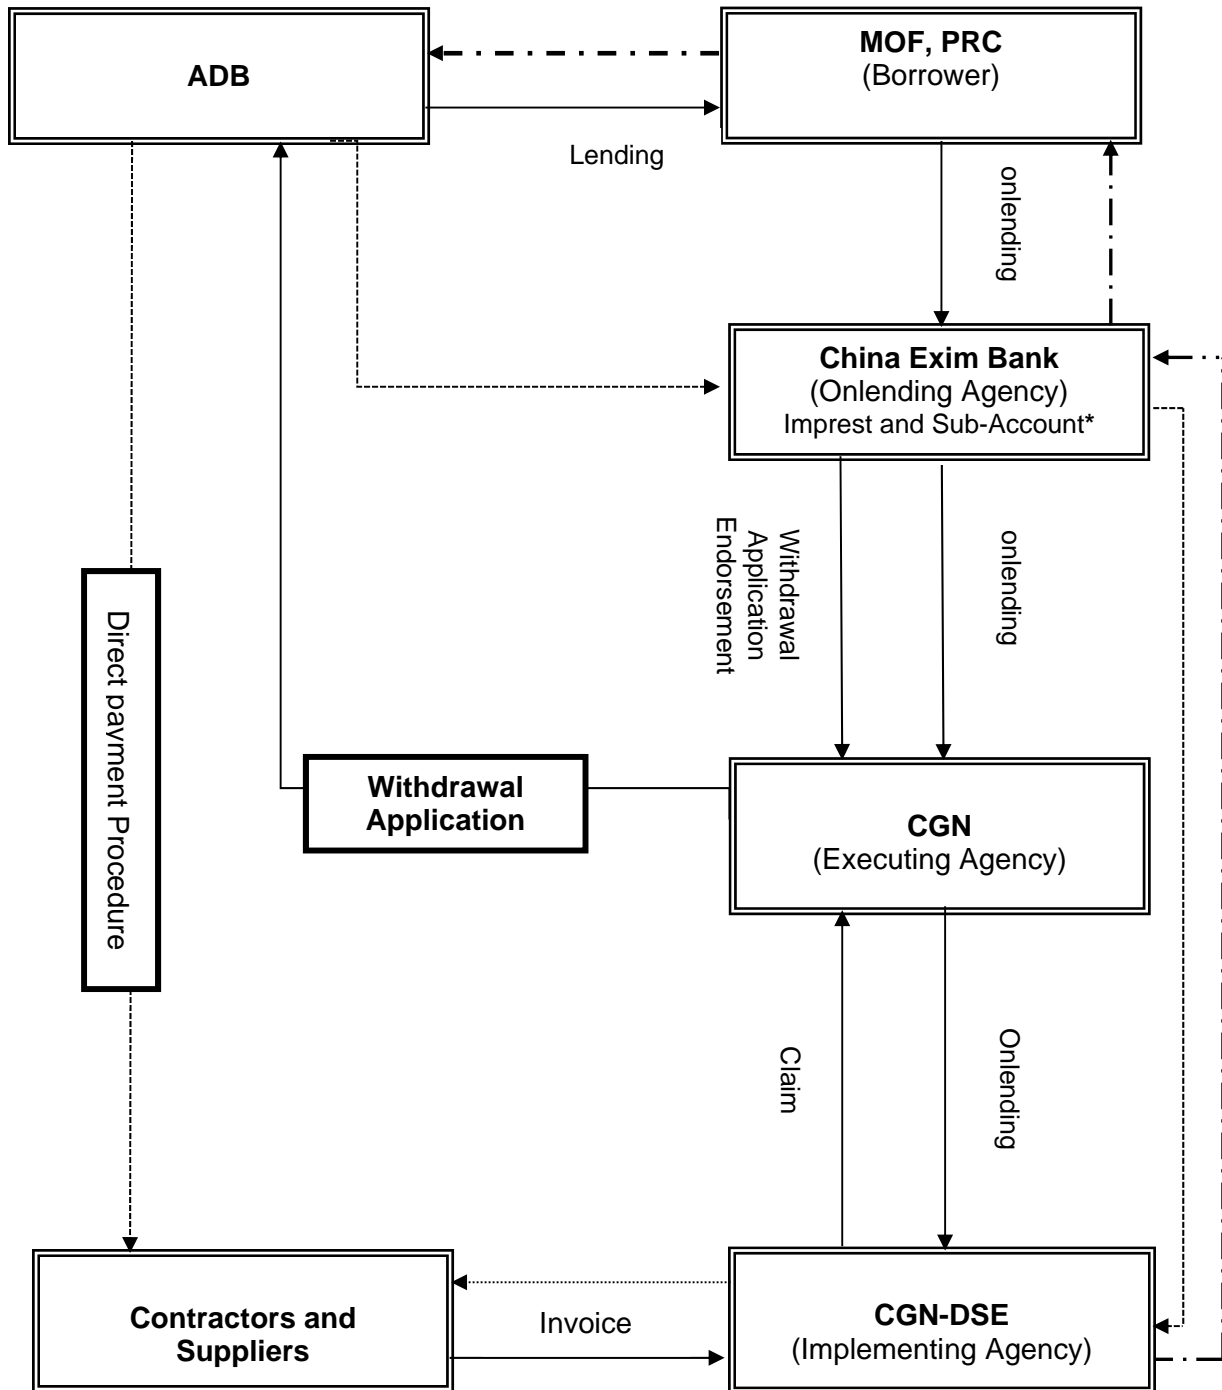 ADB
MOF, PRC
(Borrower)
Lending
onlending
China Exim Bank
(Onlending Agency)
Imprest and Sub-Account*
Withdrawal
Application
Endorsement
onlending
Direct payment Procedure
Withdrawal
Application
CGN
(Executing Agency)
Claim
Onlending
Contractors and
Suppliers
Invoice
CGN-DSE
(Implementing Agency)